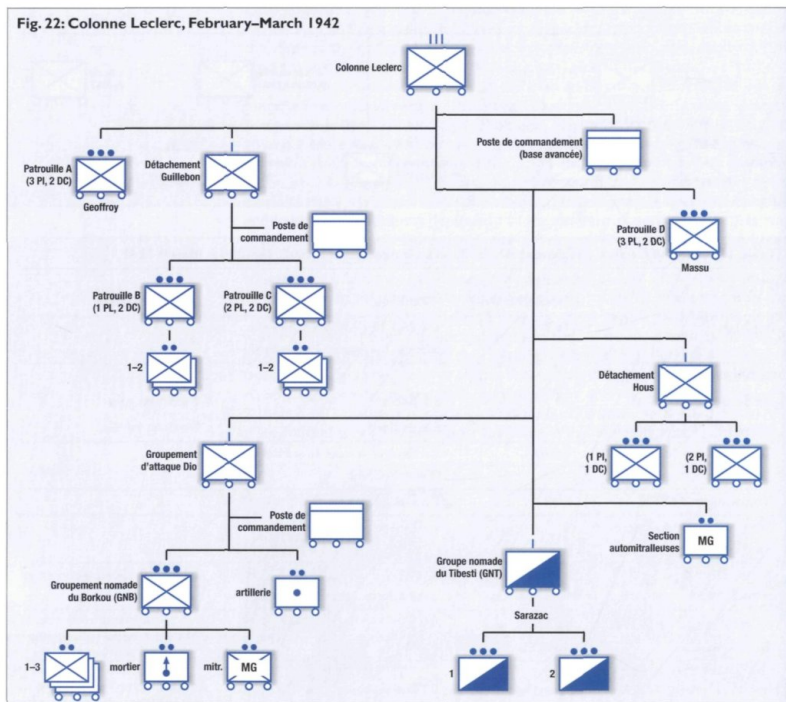 Fig. 22: Colonne Leclerc, February–March 1942
Colonne Leclerc
Poste de commandement
(base avancée)
Patrouille A
(3 Pl, 2 DC)
Geoffroy
Détachement
Guillebon
Patrouille D
(3 PL, 2 DC)
Massu
Poste de
commandement
Patrouille B
(1 PL, 2 DC)
Patrouille C
(2 PL, 2 DC)
1–2
1–2
Détachement
Hous
(1 Pl,
1 DC)
(2 Pl,
1 DC)
Groupement
d'attaque Dio
Poste de
commandement
Section
automitralleuses
MG
Groupe nomade
du Tibesti (GNT)
Sarazac
Groupement nomade
du Borkou (GNB)
artillerie
1–3
mortier
mitr.
MG
1
2